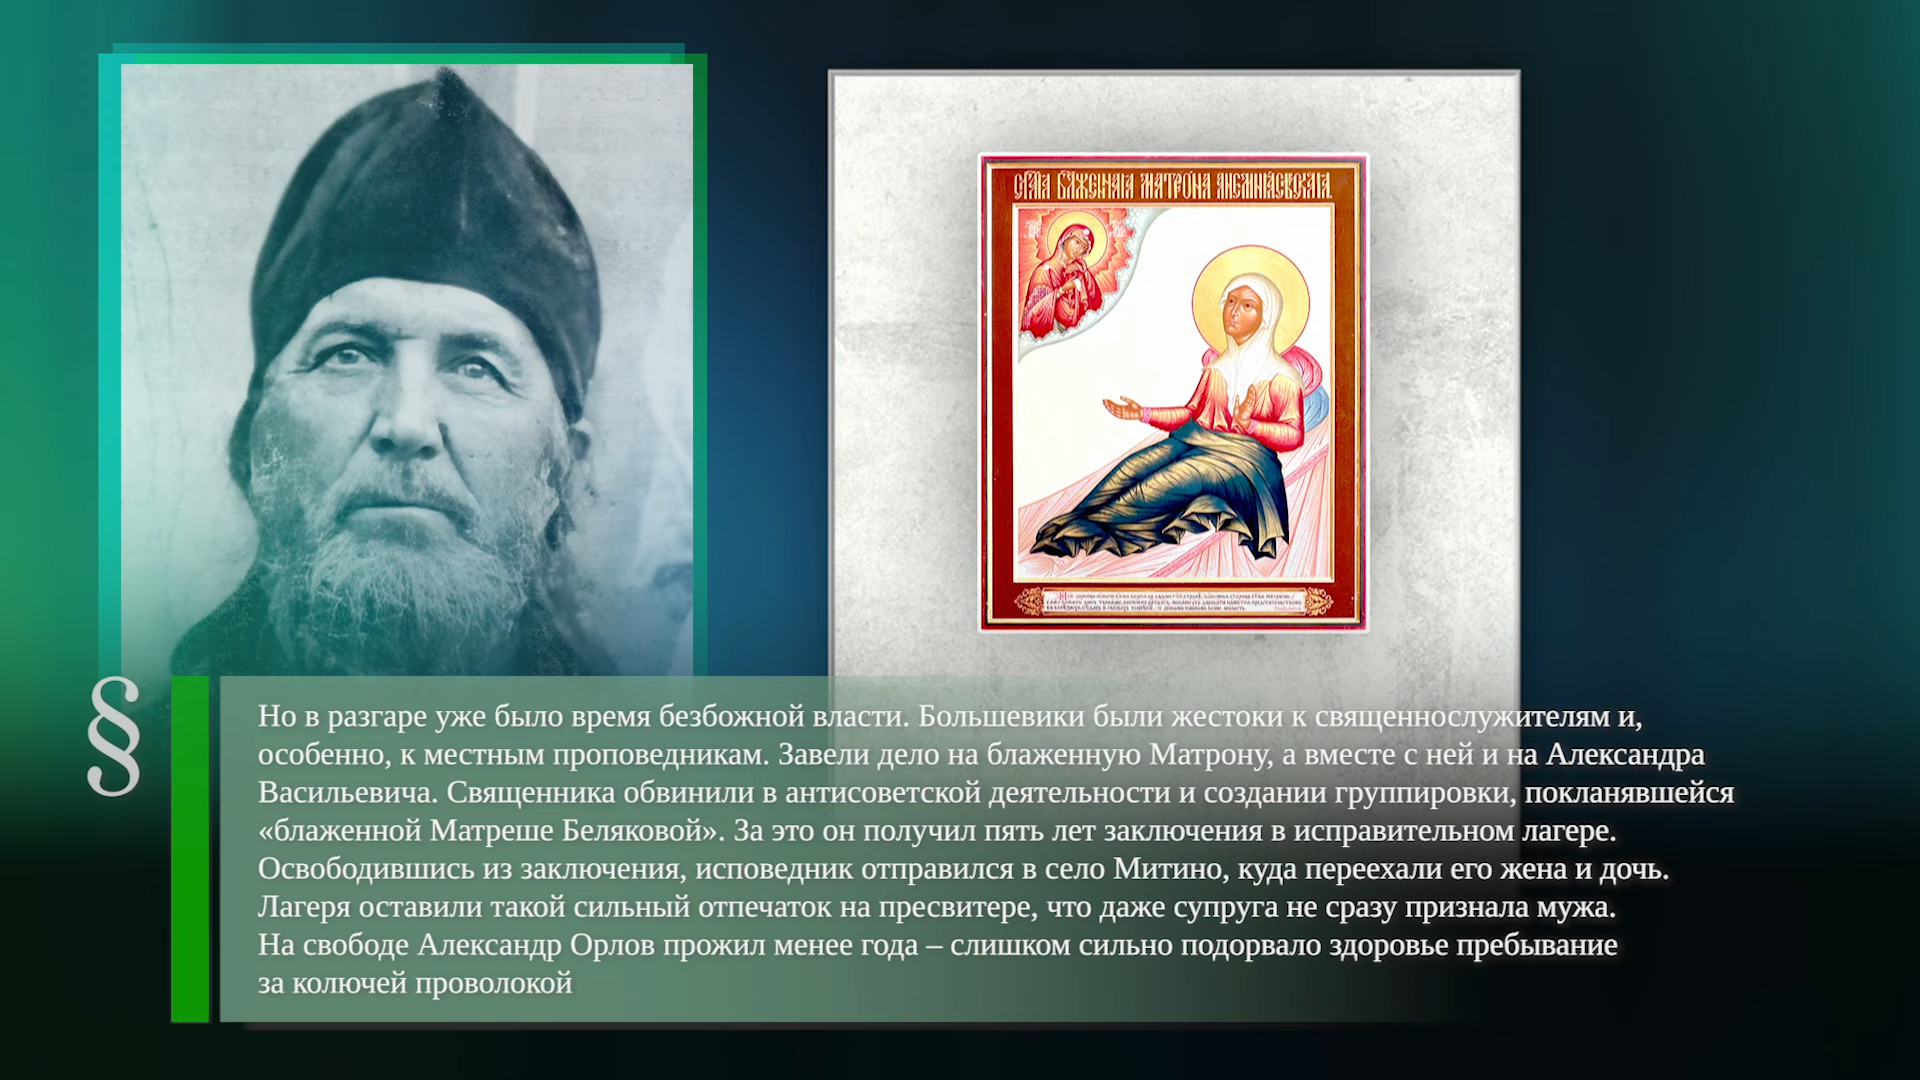 СТАѦ БЛЖЕННАѦ МАТРѠНА АНЕМНѦСЕВСКАѦ
§
Но в разгаре уже было время безбожной власти. Большевики были жестоки к священнослужителям и,
особенно, к местным проповедникам. Завели дело на блаженную Матрону, а вместе с ней и на Александра
Васильевича. Священника обвинили в антисоветской деятельности и создании группировки, покланявшейся
«блаженной Матреше Беляковой». За это он получил пять лет заключения в исправительном лагере.
Освободившись из заключения, исповедник отправился в село Митино, куда переехали его жена и дочь.
Лагеря оставили такой сильный отпечаток на пресвитере, что даже супруга не сразу признала мужа.
На свободе Александр Орлов прожил менее года – слишком сильно подорвало здоровье пребывание
за колючей проволокой